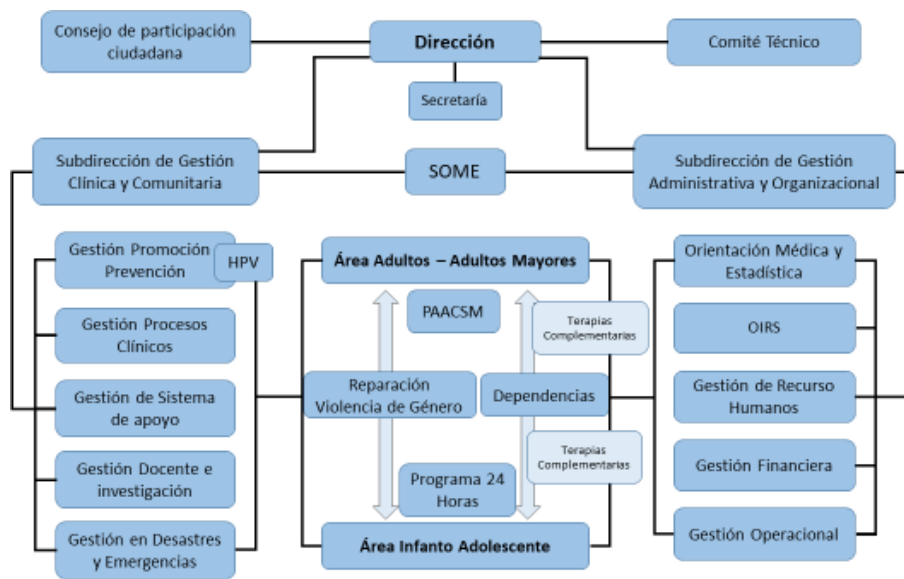 Consejo de participación
ciudadana
Dirección
Comité Técnico
Secretaría
Subdirección de Gestión
Clínica y Comunitaria
SOME
Subdirección de Gestión
Administrativa y Organizacional
Gestión Promoción
Prevención
HPV
Gestión Procesos
Clínicos
Gestión de Sistema
de apoyo
Gestión Docente e
investigación
Gestión en Desastres
y Emergencias
Área Adultos – Adultos Mayores
PAACSM
Terapias
Complementarias
Reparación
Violencia de Género
Dependencias
Terapias
Complementarias
Programa 24
Horas
Área Infanto Adolescente
Orientación Médica y
Estadística
OIRS
Gestión de Recurso
Humanos
Gestión Financiera
Gestión Operacional